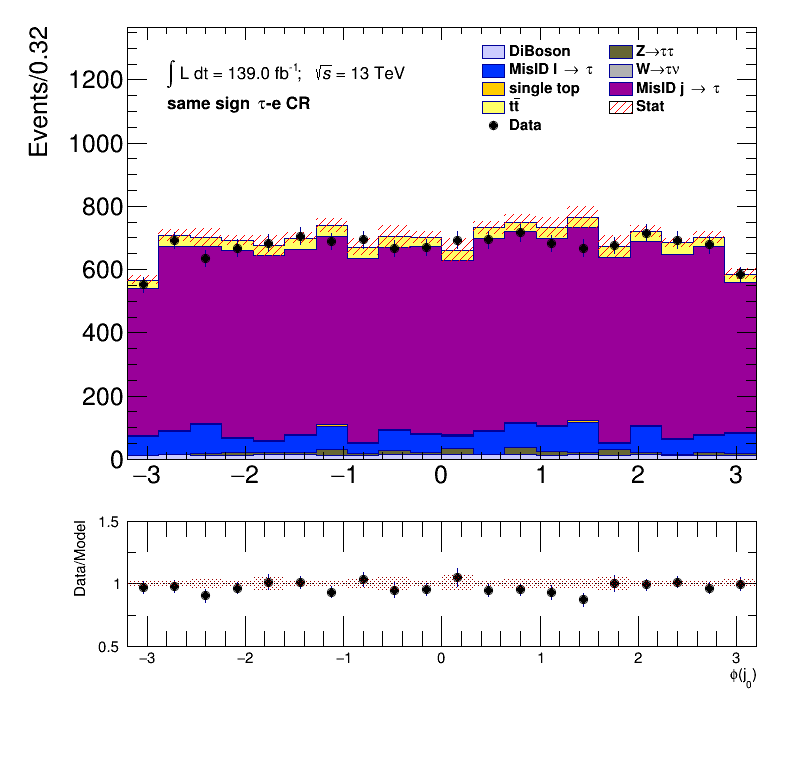 Events/0.32
∫ L dt = 139.0 fb⁻¹; √s = 13 TeV
same sign τ-e CR
DiBoson
MisID l → τ
single top
tt̄
Data
Z→ττ
W→τν
MisID j → τ
Stat
1200
1000
800
600
400
200
0
−3 −2 −1 0 1 2 3
Data/Model
1.5
1
0.5
−3 −2 −1 0 1 2 3
ϕ(j₀)